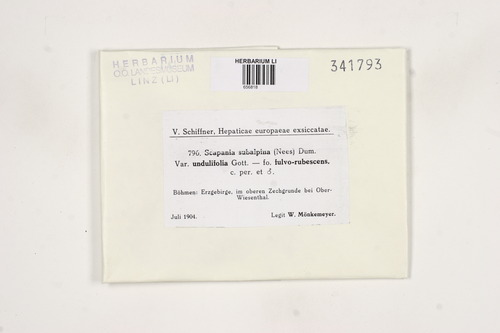 HERBARIUM
OÖ. LANDESMUSEUM
LINZ (LI)
HERBARIUM LI
341793
V. Schiffner, Hepaticae europaeae exsiccatae.
796. Scapania subalpina (Nees) Dum.
Var. undulifolia Gott. — fo. fulvo-rubescens,
c. per. et ♂.
Böhmen: Erzgebirge, im oberen Zechgrunde bei Ober-
Wiesenthal.
Juli 1904. Legit W. Mönkemeyer.